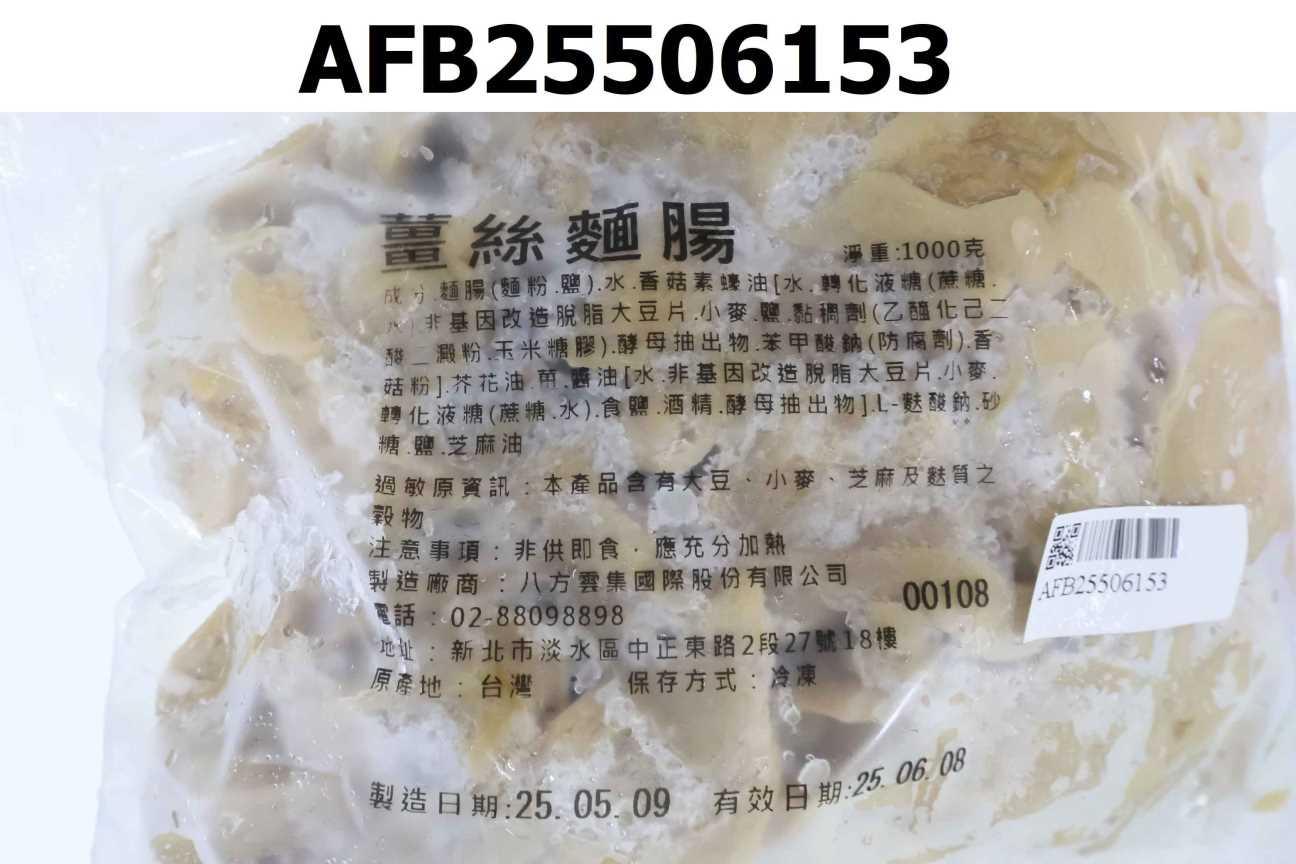 AFB25506153
薑絲麵腸
淨重:1000克
成分.麵腸(麵粉.鹽).水.香菇素蠔油[水.轉化液糖(蔗糖.
水).非基因改造脫脂大豆片.小麥.鹽.黏稠劑(乙醯化己二
酸二澱粉.玉米糖膠).酵母抽出物.苯甲酸鈉(防腐劑).香
菇粉].芥花油.薑.醬油[水.非基因改造脫脂大豆片.小麥.
轉化液糖(蔗糖.水).食鹽.酒精.酵母抽出物].L-麩酸鈉.砂
糖.鹽.芝麻油
過敏原資訊:本產品含有大豆、小麥、芝麻及麩質之
穀物
注意事項:非供即食,應充分加熱
製造廠商:八方雲集國際股份有限公司
00108
AFB25506153
電話:02-88098898
地址:新北市淡水區中正東路2段27號18樓
原產地:台灣 保存方式:冷凍
製造日期:25.05.09 有效日期:25.06.08